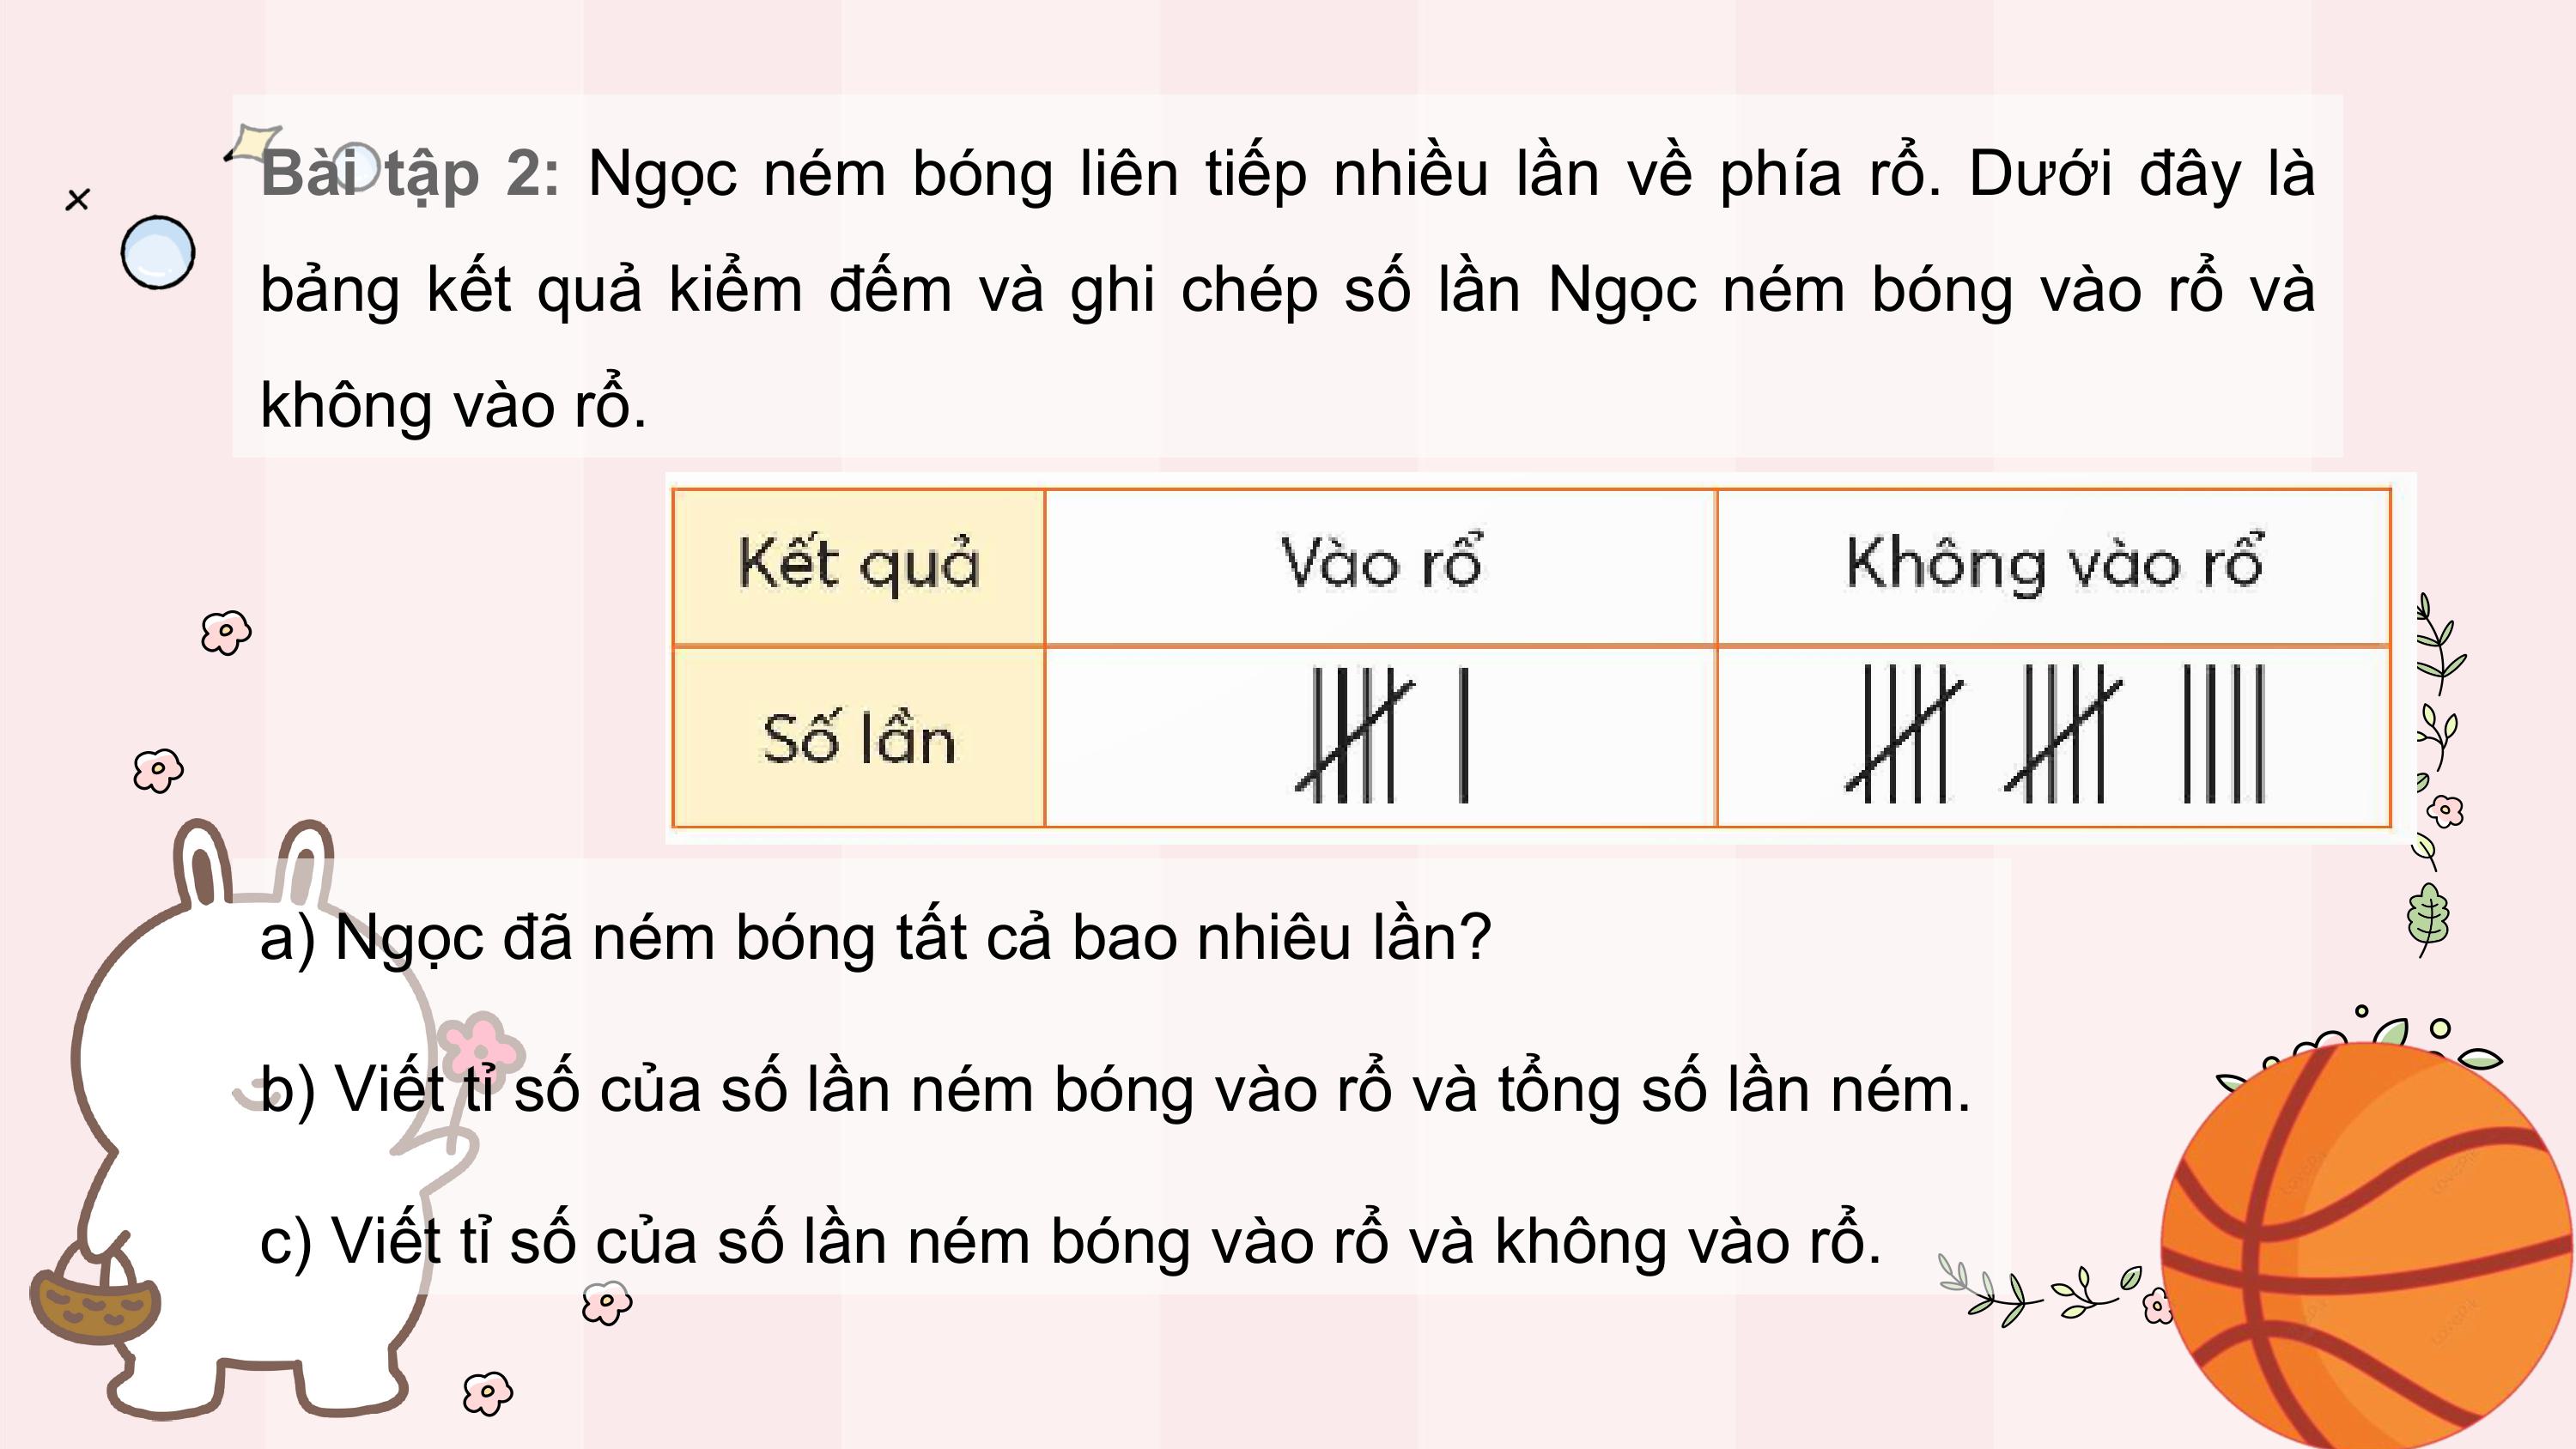 Bài tập 2: Ngọc ném bóng liên tiếp nhiều lần về phía rổ. Dưới đây là
bảng kết quả kiểm đếm và ghi chép số lần Ngọc ném bóng vào rổ và
không vào rổ.
Kết quả Vào rổ Không vào rổ
Số lần
a) Ngọc đã ném bóng tất cả bao nhiêu lần?
b) Viết tỉ số của số lần ném bóng vào rổ và tổng số lần ném.
c) Viết tỉ số của số lần ném bóng vào rổ và không vào rổ.